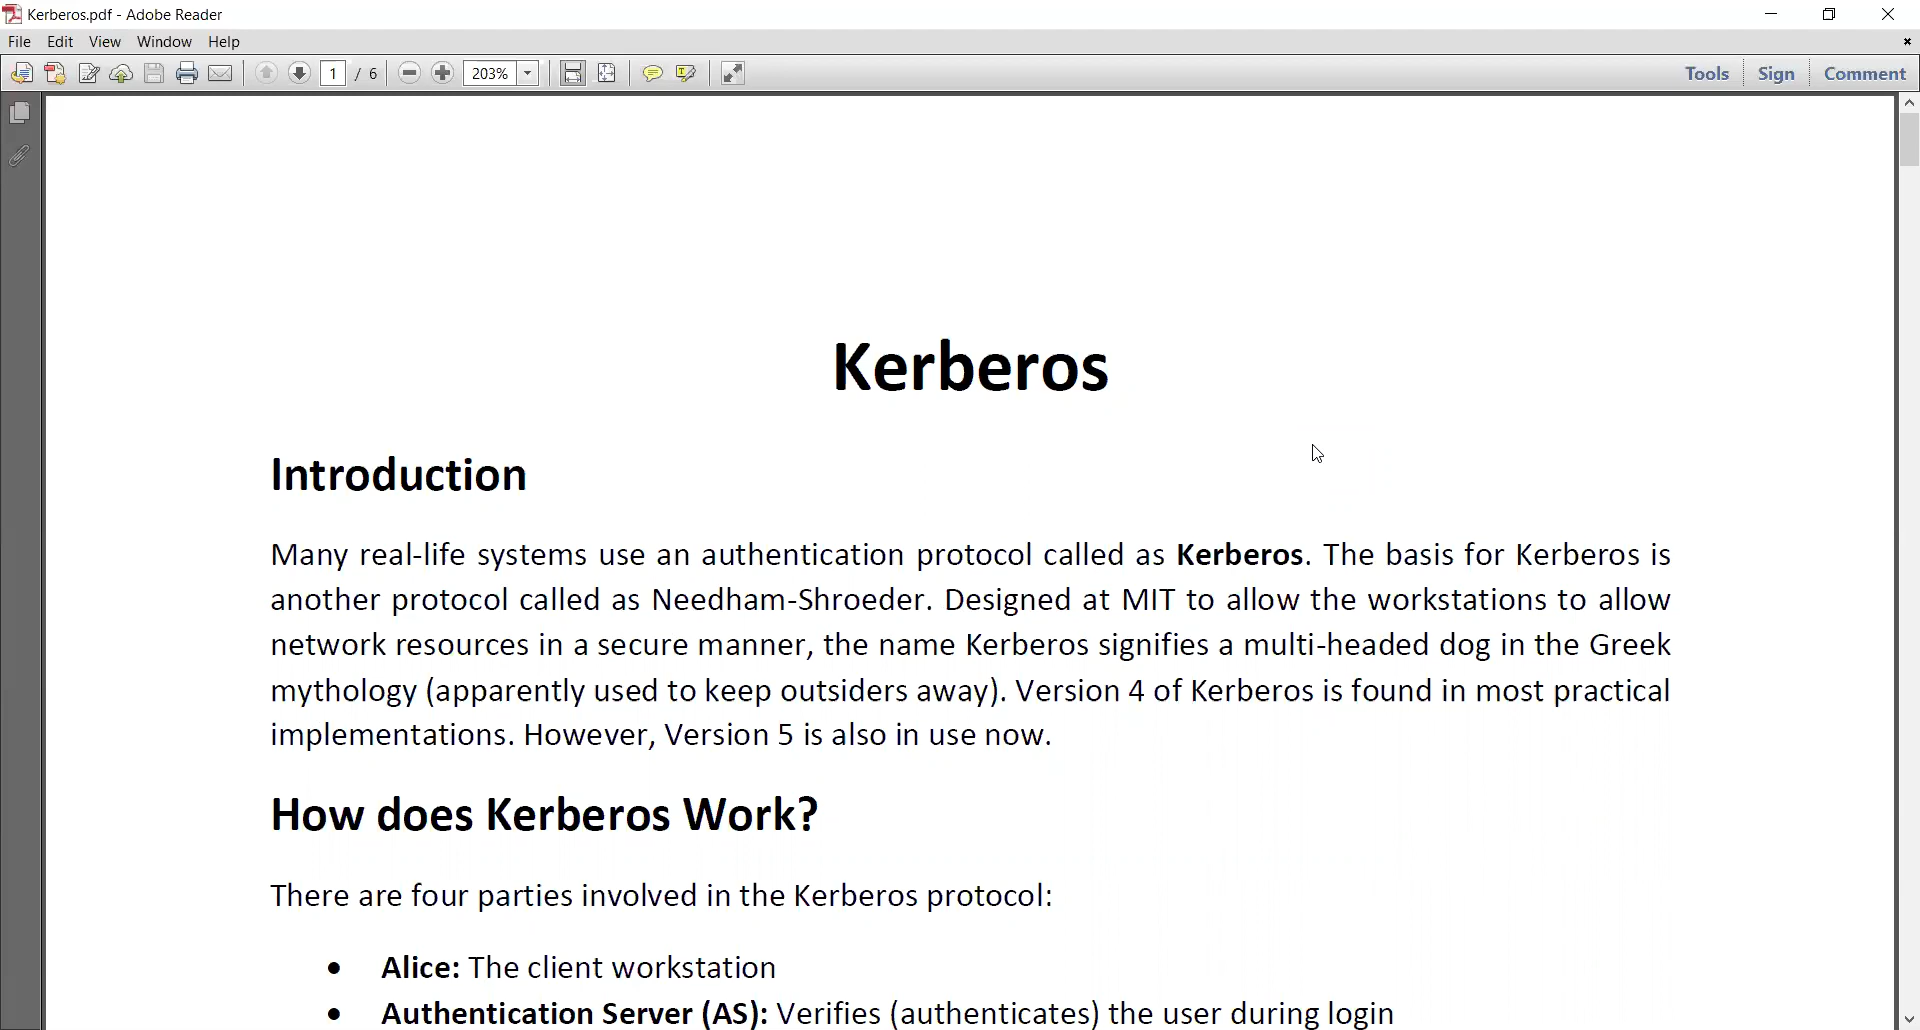 Kerberos.pdf - Adobe Reader
File Edit View Window Help
1 / 6 203% Tools Sign Comment
Kerberos
Introduction
Many real-life systems use an authentication protocol called as Kerberos. The basis for Kerberos is
another protocol called as Needham-Shroeder. Designed at MIT to allow the workstations to allow
network resources in a secure manner, the name Kerberos signifies a multi-headed dog in the Greek
mythology (apparently used to keep outsiders away). Version 4 of Kerberos is found in most practical
implementations. However, Version 5 is also in use now.
How does Kerberos Work?
There are four parties involved in the Kerberos protocol:
• Alice: The client workstation
• Authentication Server (AS): Verifies (authenticates) the user during login